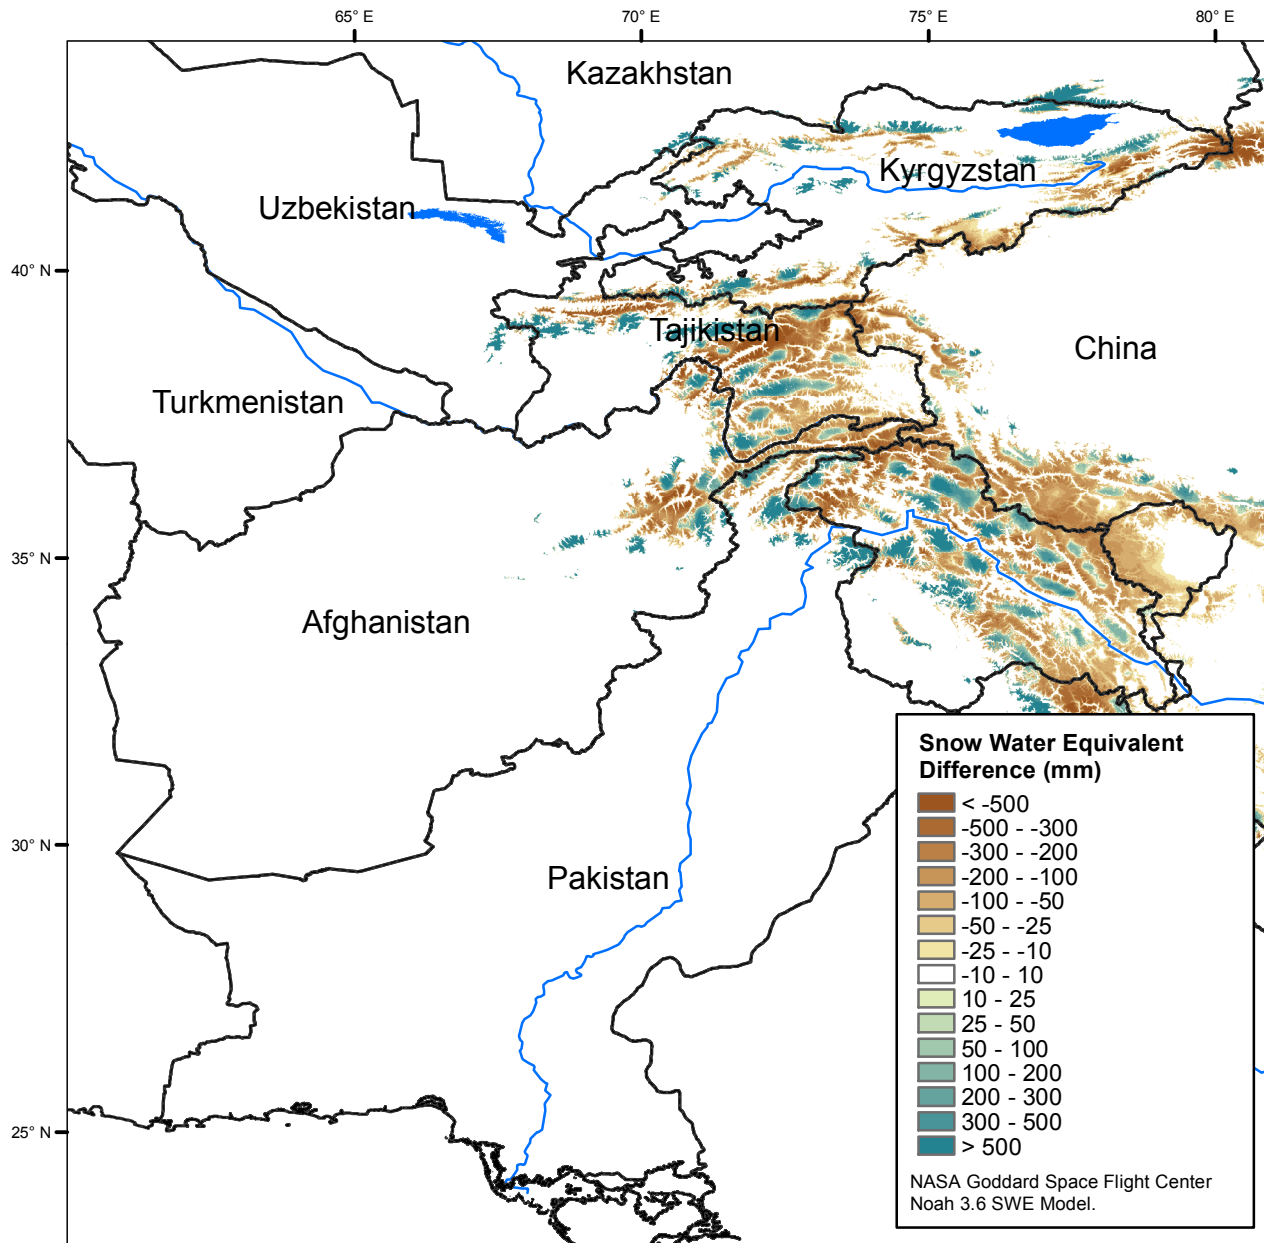 65° E
70° E
75° E
80° E
Kazakhstan
Kyrgyzstan
Uzbekistan
40° N
Tajikistan
China
Turkmenistan
35° N
Afghanistan
Snow Water Equivalent
Difference (mm)
< -500
-500 - -300
-300 - -200
-200 - -100
-100 - -50
-50 - -25
-25 - -10
-10 - 10
10 - 25
25 - 50
50 - 100
100 - 200
200 - 300
300 - 500
> 500
NASA Goddard Space Flight Center
Noah 3.6 SWE Model.
30° N
Pakistan
25° N